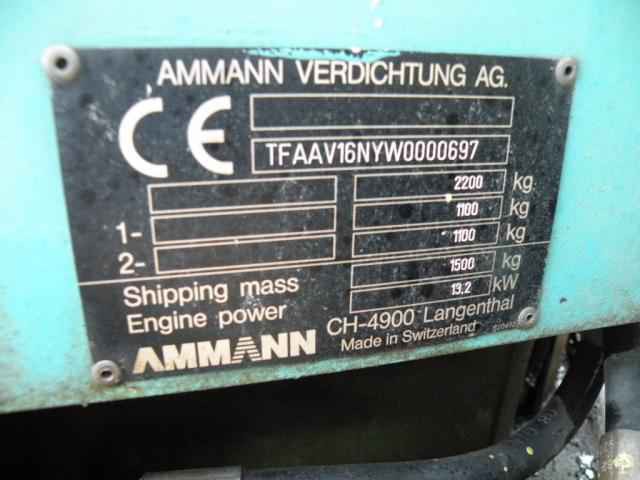 AMMANN VERDICHTUNG AG.
CE
TFAAV16NYW0000697
2200 kg
1- 1100 kg
2- 1100 kg
Shipping mass 1500 kg
Engine power 13.2 kW
AMMANN CH-4900 Langenthal
Made in Switzerland